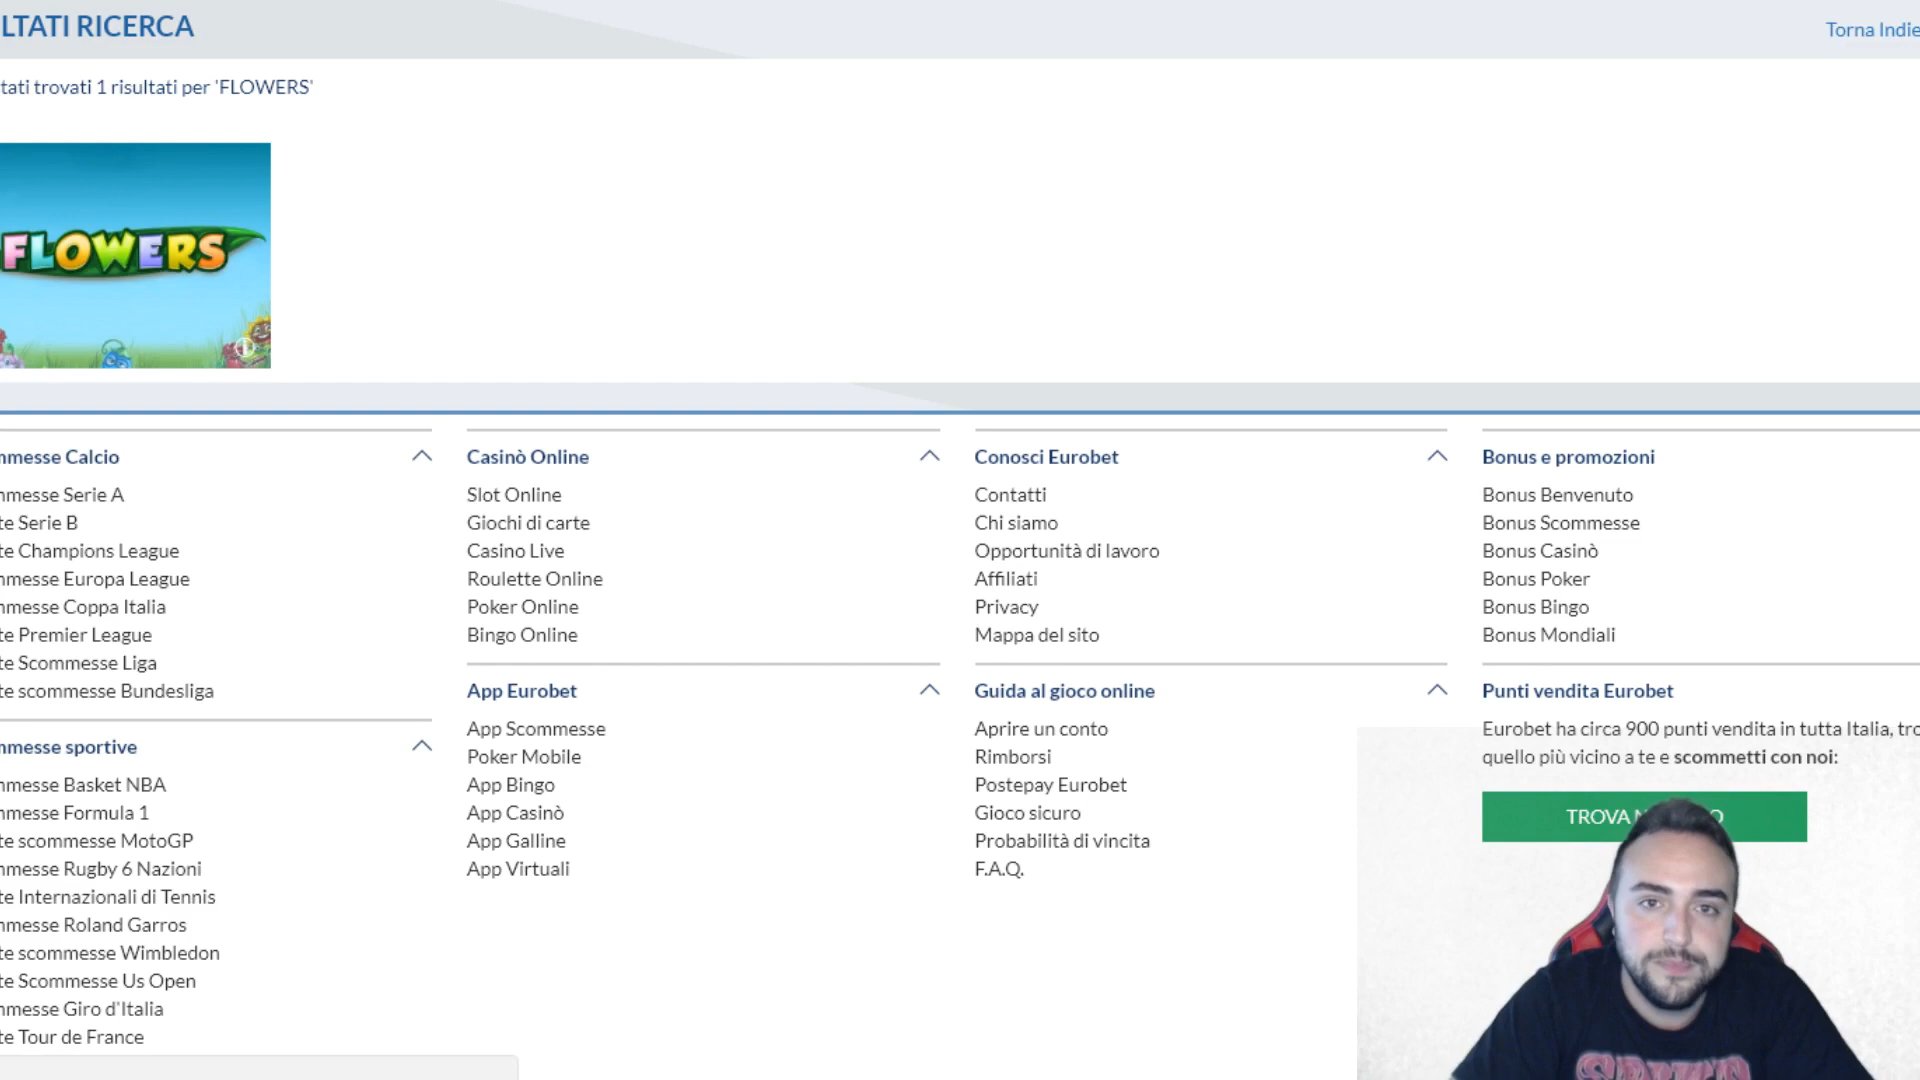 LTATI RICERCA
Torna Indie
tati trovati 1 risultati per 'FLOWERS'
FLOWERS
mmesse Calcio
mmesse Serie A
te Serie B
te Champions League
mmesse Europa League
mmesse Coppa Italia
te Premier League
te Scommesse Liga
te scommesse Bundesliga
mmesse sportive
mmesse Basket NBA
mmesse Formula 1
te scommesse MotoGP
mmesse Rugby 6 Nazioni
te Internazionali di Tennis
mmesse Roland Garros
te scommesse Wimbledon
te Scommesse Us Open
mmesse Giro d'Italia
te Tour de France
Casinò Online
Slot Online
Giochi di carte
Casino Live
Roulette Online
Poker Online
Bingo Online
App Eurobet
App Scommesse
Poker Mobile
App Bingo
App Casinò
App Galline
App Virtuali
Conosci Eurobet
Contatti
Chi siamo
Opportunità di lavoro
Affiliati
Privacy
Mappa del sito
Guida al gioco online
Aprire un conto
Rimborsi
Postepay Eurobet
Gioco sicuro
Probabilità di vincita
F.A.Q.
Bonus e promozioni
Bonus Benvenuto
Bonus Scommesse
Bonus Casinò
Bonus Poker
Bonus Bingo
Bonus Mondiali
Punti vendita Eurobet
Eurobet ha circa 900 punti vendita in tutta Italia, tro
quello più vicino a te e scommetti con noi:
TROVA